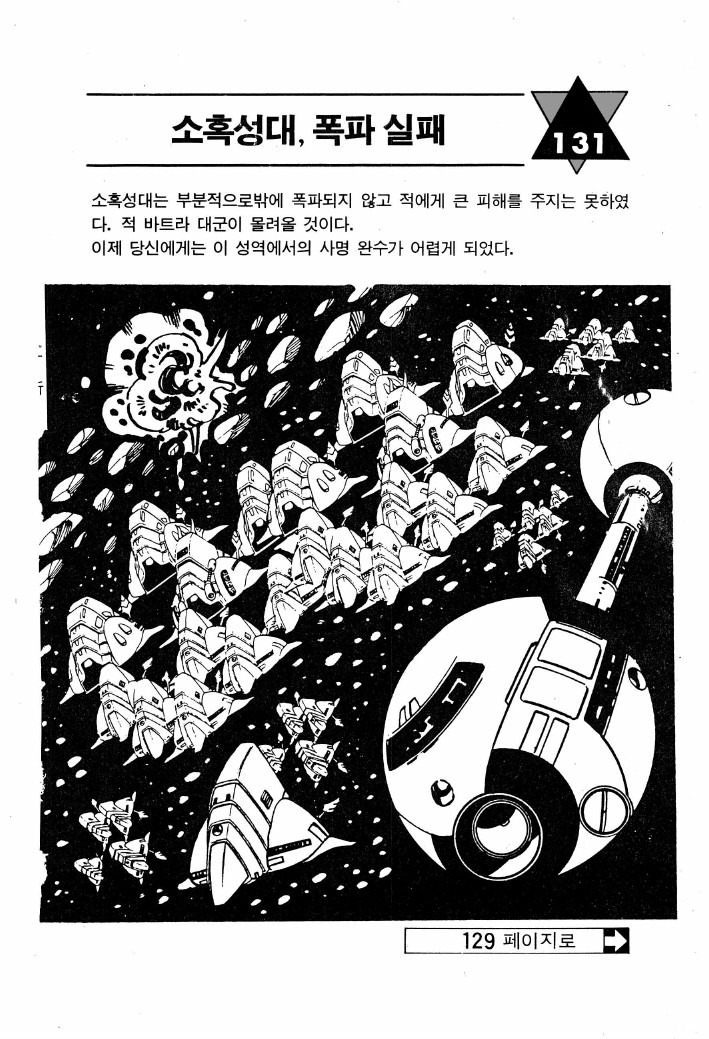 소혹성대, 폭파 실패
131
소혹성대는 부분적으로밖에 폭파되지 않고 적에게 큰 피해를 주지는 못하였
다. 적 바트라 대군이 몰려올 것이다.
이제 당신에게는 이 성역에서의 사명 완수가 어렵게 되었다.
129 페이지로